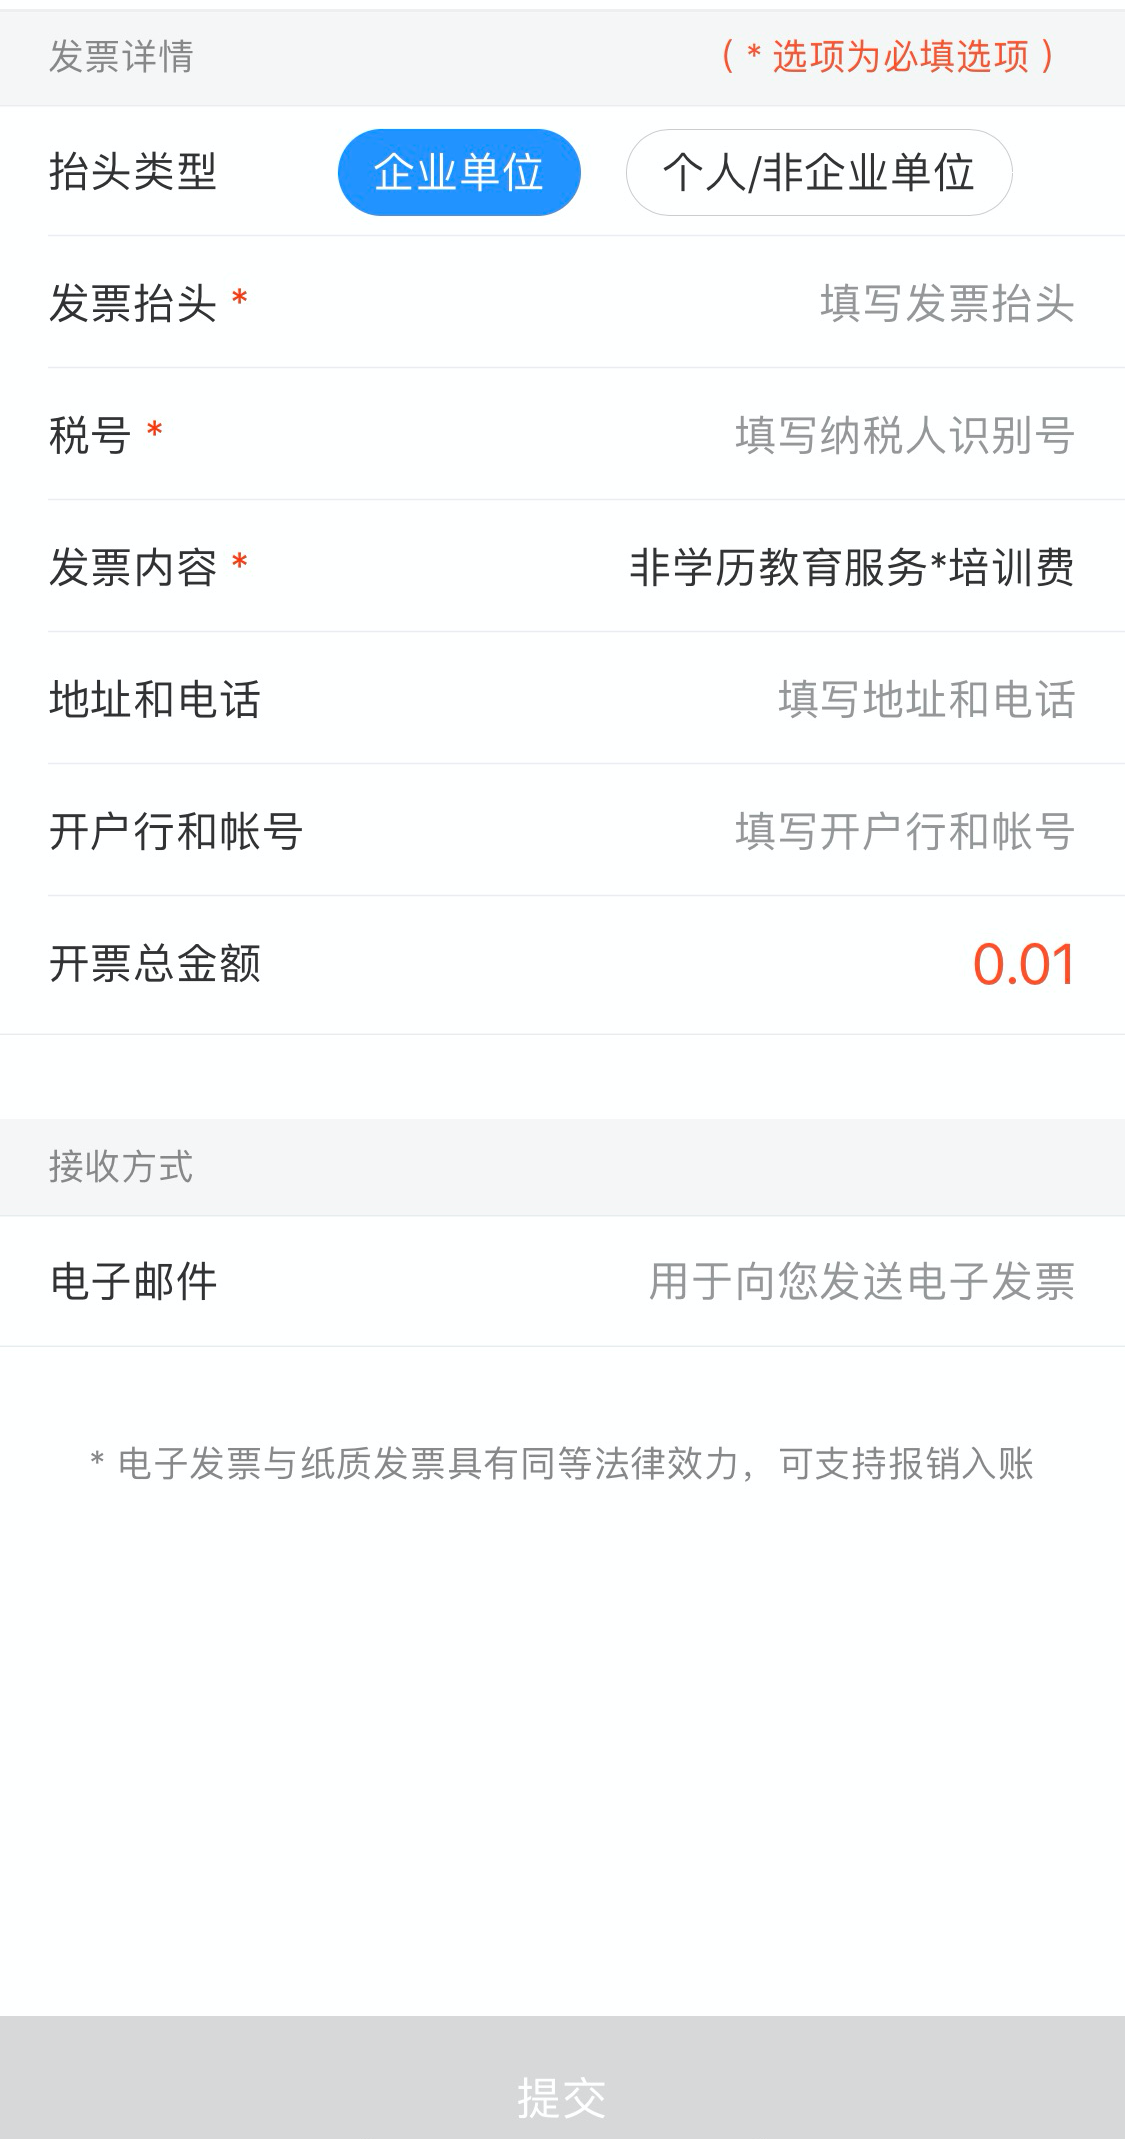 发票详情 （ * 选项为必填选项 ）
抬头类型 企业单位 个人/非企业单位
发票抬头 * 填写发票抬头
税号 * 填写纳税人识别号
发票内容 * 非学历教育服务*培训费
地址和电话 填写地址和电话
开户行和帐号 填写开户行和帐号
开票总金额 0.01
接收方式
电子邮件 用于向您发送电子发票
* 电子发票与纸质发票具有同等法律效力，可支持报销入账
提交